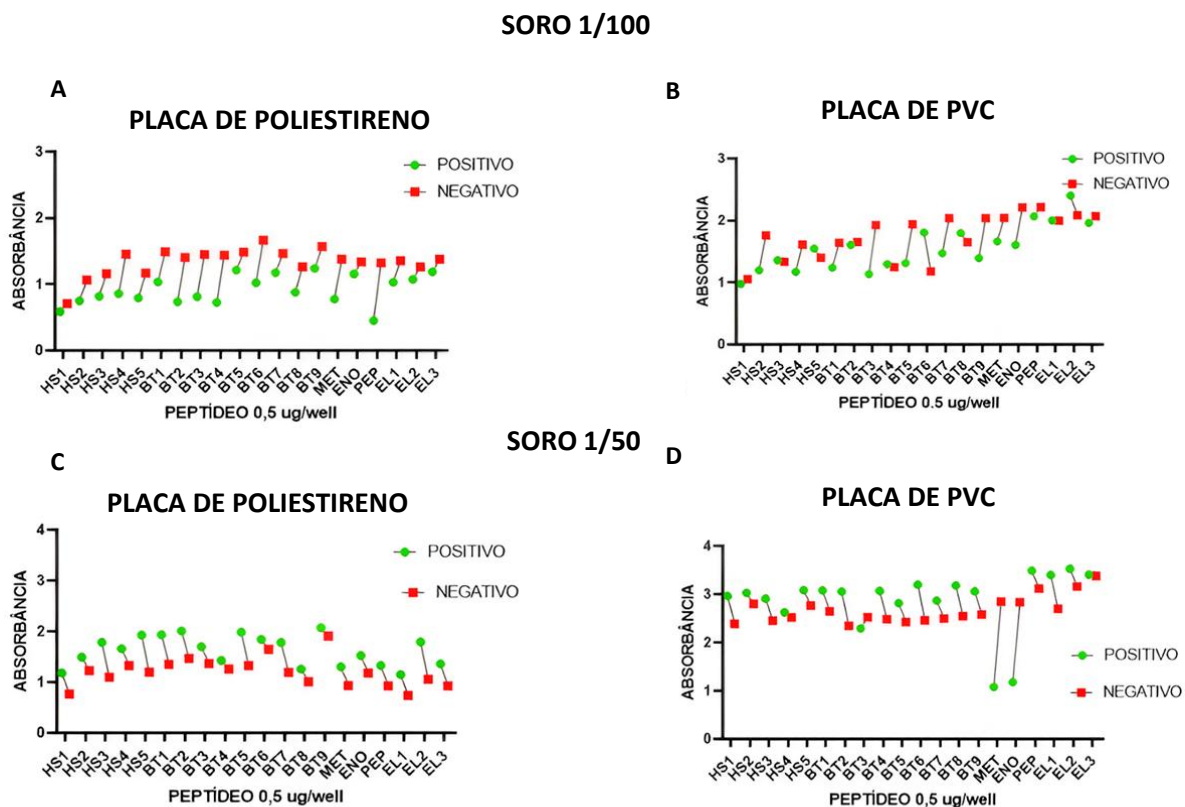 SORO 1/100
A
PLACA DE POLIESTIRENO
3
2
1
0
ABSORBÂNCIA
POSITIVO
NEGATIVO
HS1 HS2 HS3 HS4 HS5 BT1 BT2 BT3 BT4 BT5 BT6 BT7 BT8 BT9 MET ENO PEP EL1 EL2 EL3
PEPTÍDEO 0,5 ug/well
B
PLACA DE PVC
3
2
1
0
ABSORBÂNCIA
POSITIVO
NEGATIVO
HS1 HS2 HS3 HS4 HS5 BT1 BT2 BT3 BT4 BT5 BT6 BT7 BT8 BT9 MET ENO PEP EL1 EL2 EL3
PEPTÍDEO 0.5 ug/well
SORO 1/50
C
PLACA DE POLIESTIRENO
4
3
2
1
0
ABSORBÂNCIA
POSITIVO
NEGATIVO
HS1 HS2 HS3 HS4 HS5 BT1 BT2 BT3 BT4 BT5 BT6 BT7 BT8 BT9 MET ENO PEP EL1 EL2 EL3
PEPTÍDEO 0,5 ug/well
D
PLACA DE PVC
4
3
2
1
0
ABSORBÂNCIA
POSITIVO
NEGATIVO
HS1 HS2 HS3 HS4 HS5 BT1 BT2 BT3 BT4 BT5 BT6 BT7 BT8 BT9 MET ENO PEP EL1 EL2 EL3
PEPTÍDEO 0,5 ug/well